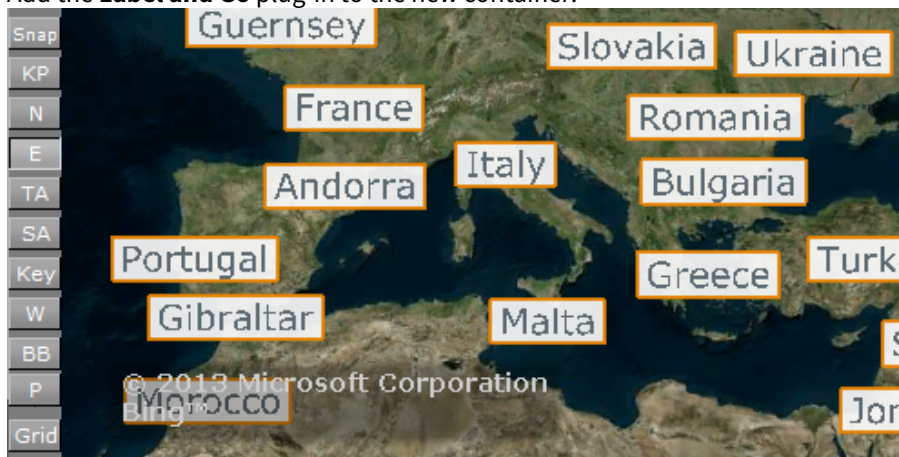 Add the Label and Go plug-in to the new container.
Snap
KP
N
E
TA
SA
Key
W
BB
P
Grid
Guernsey
Slovakia
Ukraine
France
Romania
Italy
Andorra
Bulgaria
Portugal
Greece
Turk
Gibraltar
Malta
S
© 2013 Microsoft Corporation
Bing™
Morocco
Jor